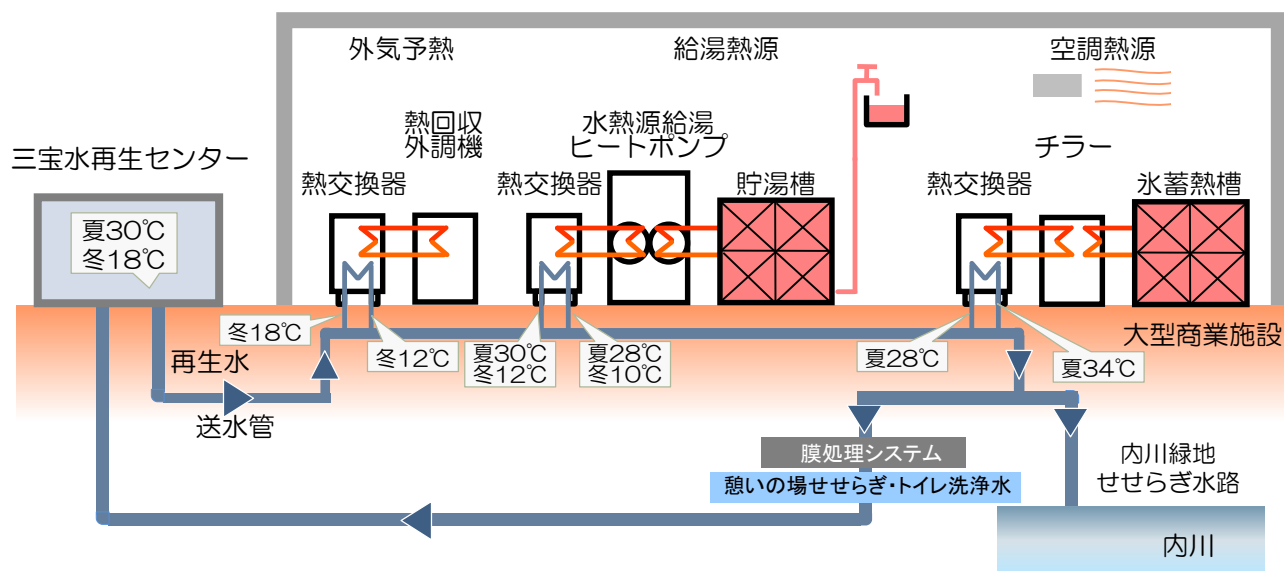 外気予熱
給湯熱源
空調熱源
熱回収
外調機
水熱源給湯
ヒートポンプ
チラー
三宝水再生センター
熱交換器
熱交換器
貯湯槽
熱交換器
氷蓄熱槽
夏30℃
冬18℃
冬18℃
冬12℃
夏30℃
冬12℃
夏28℃
冬10℃
夏28℃
夏34℃
大型商業施設
再生水
送水管
膜処理システム
憩いの場せせらぎ・トイレ洗浄水
内川緑地
せせらぎ水路
内川